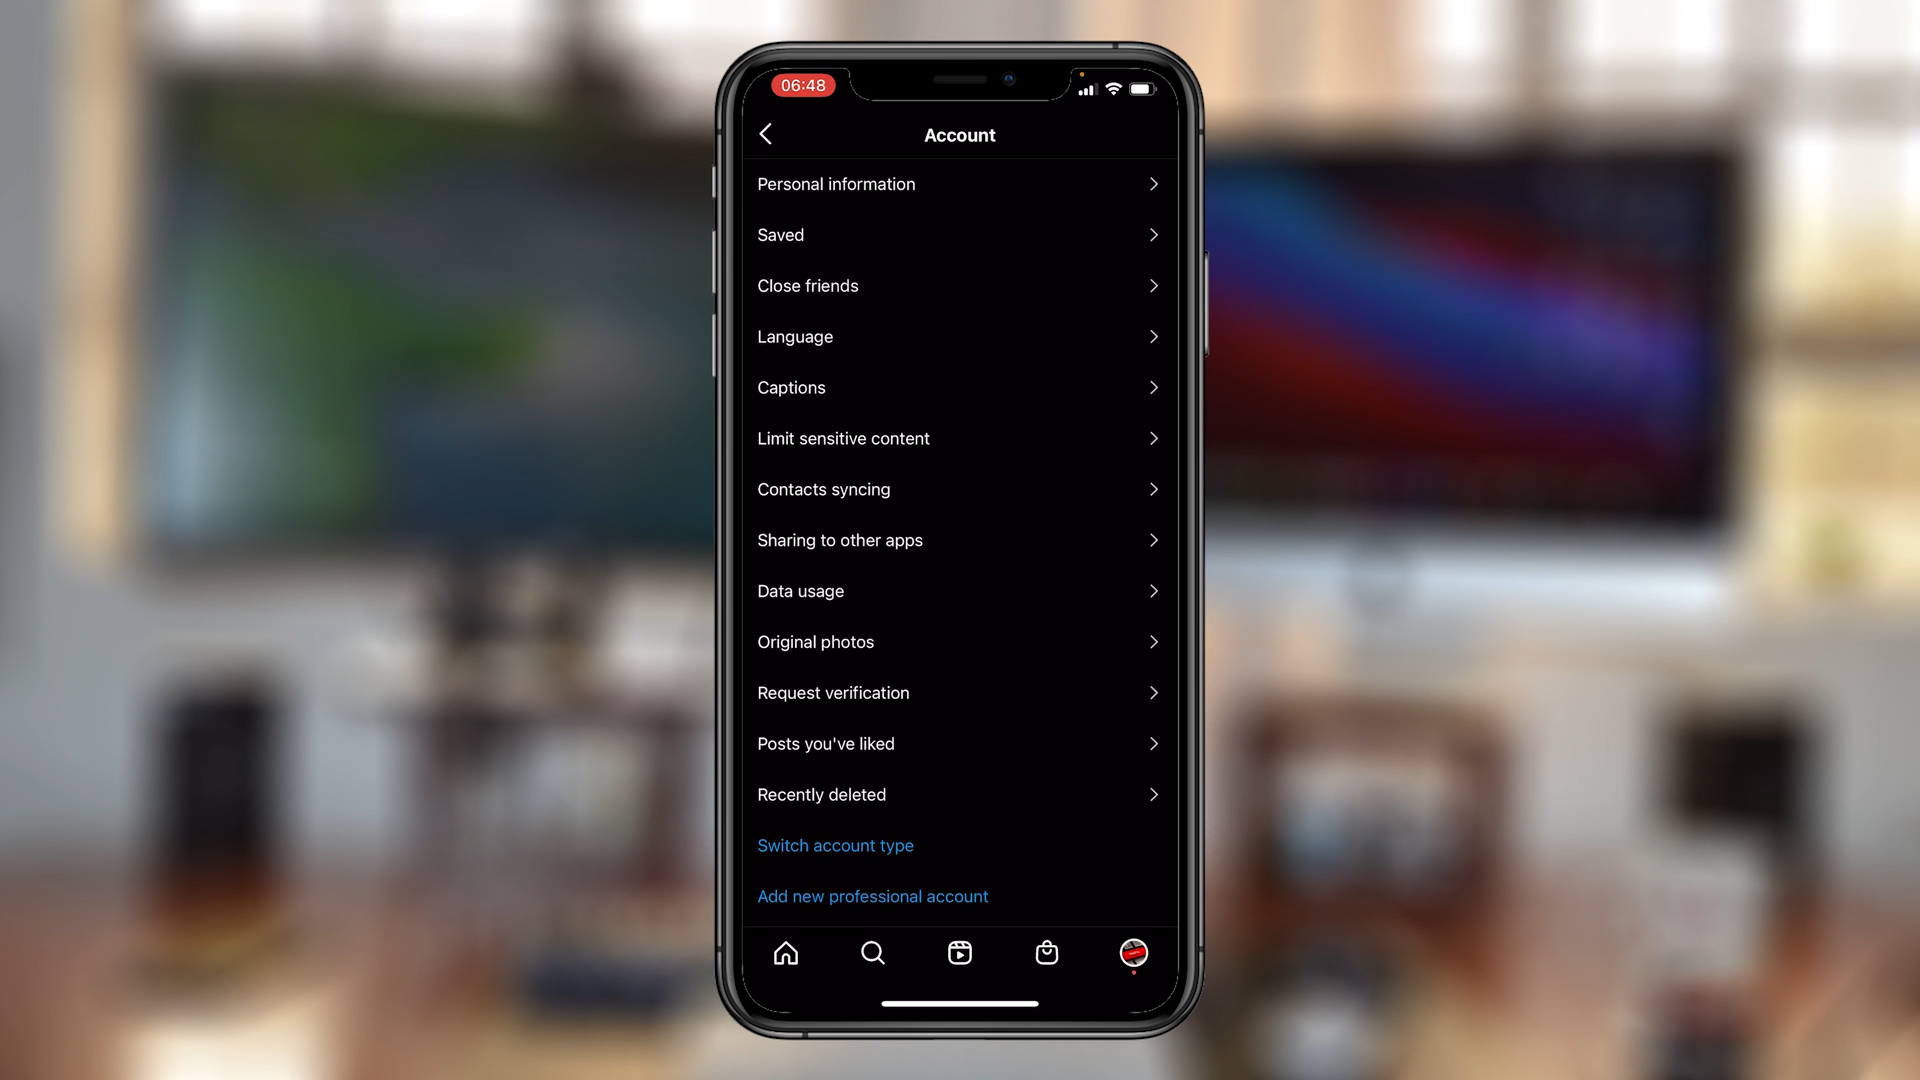 06:48
Account
Personal information
Saved
Close friends
Language
Captions
Limit sensitive content
Contacts syncing
Sharing to other apps
Data usage
Original photos
Request verification
Posts you've liked
Recently deleted
Switch account type
Add new professional account